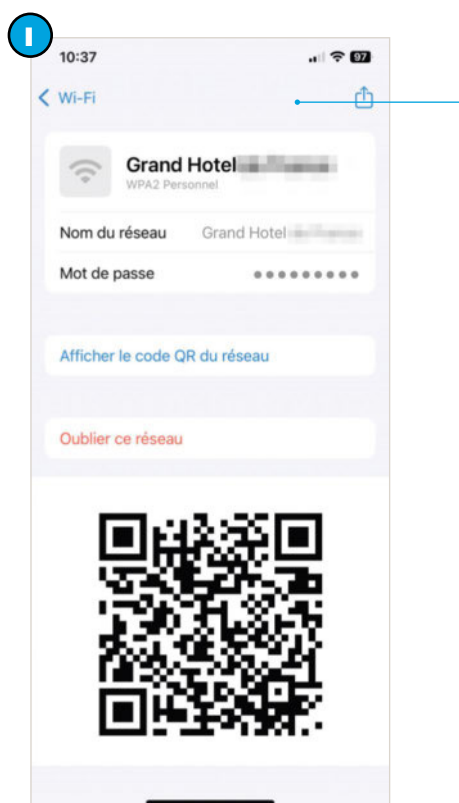 1
10:37
97
Wi-Fi
Grand Hotel
WPA2 Personnel
Nom du réseau Grand Hotel
Mot de passe •••••••••
Afficher le code QR du réseau
Oublier ce réseau